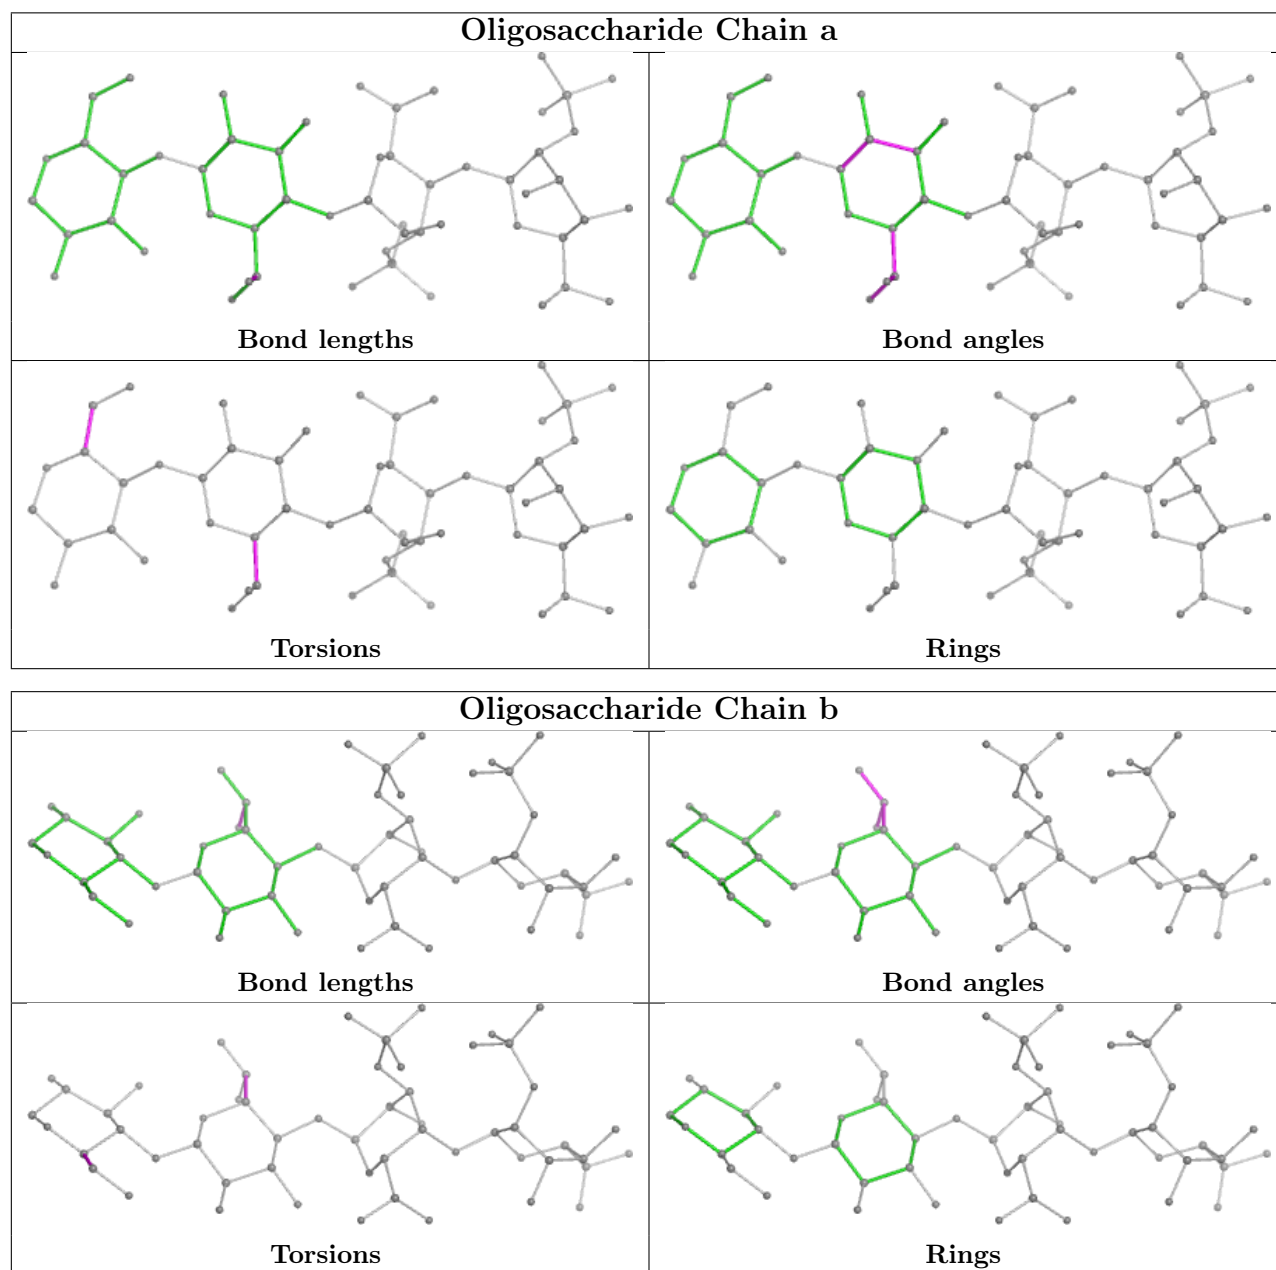 Oligosaccharide Chain a
Bond lengths
Bond angles
Torsions
Rings
Oligosaccharide Chain b
Bond lengths
Bond angles
Torsions
Rings